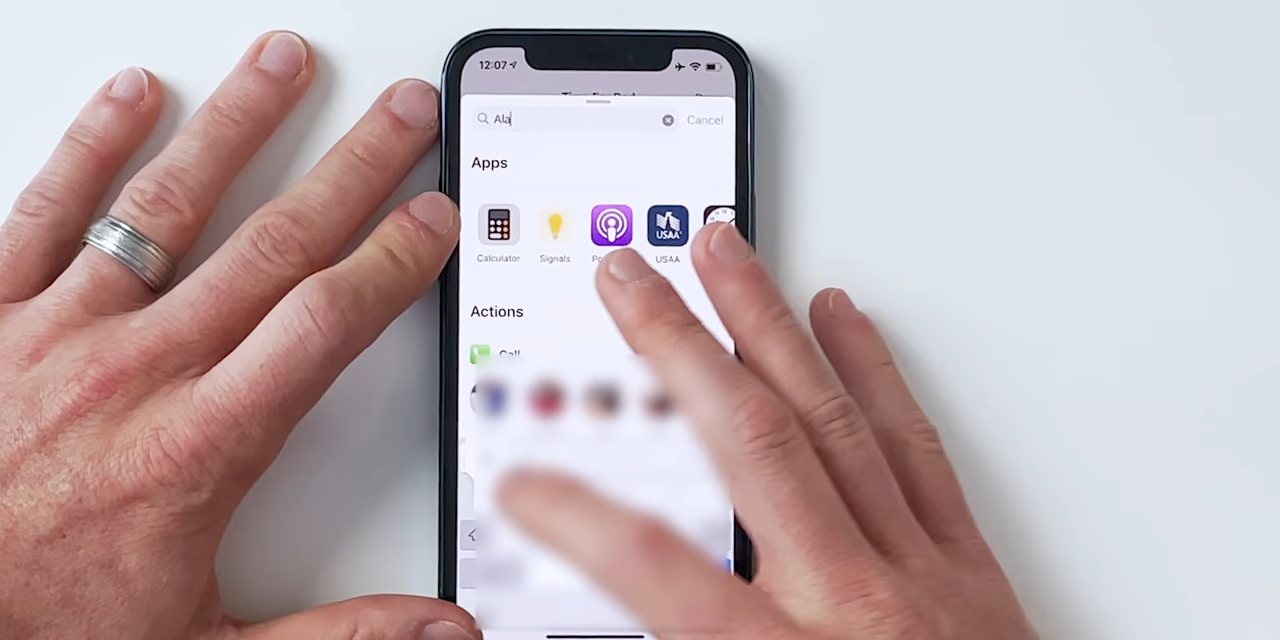 12:07
Ala
Cancel
Apps
USAA
Calculator
Signals
USAA
Actions
Call